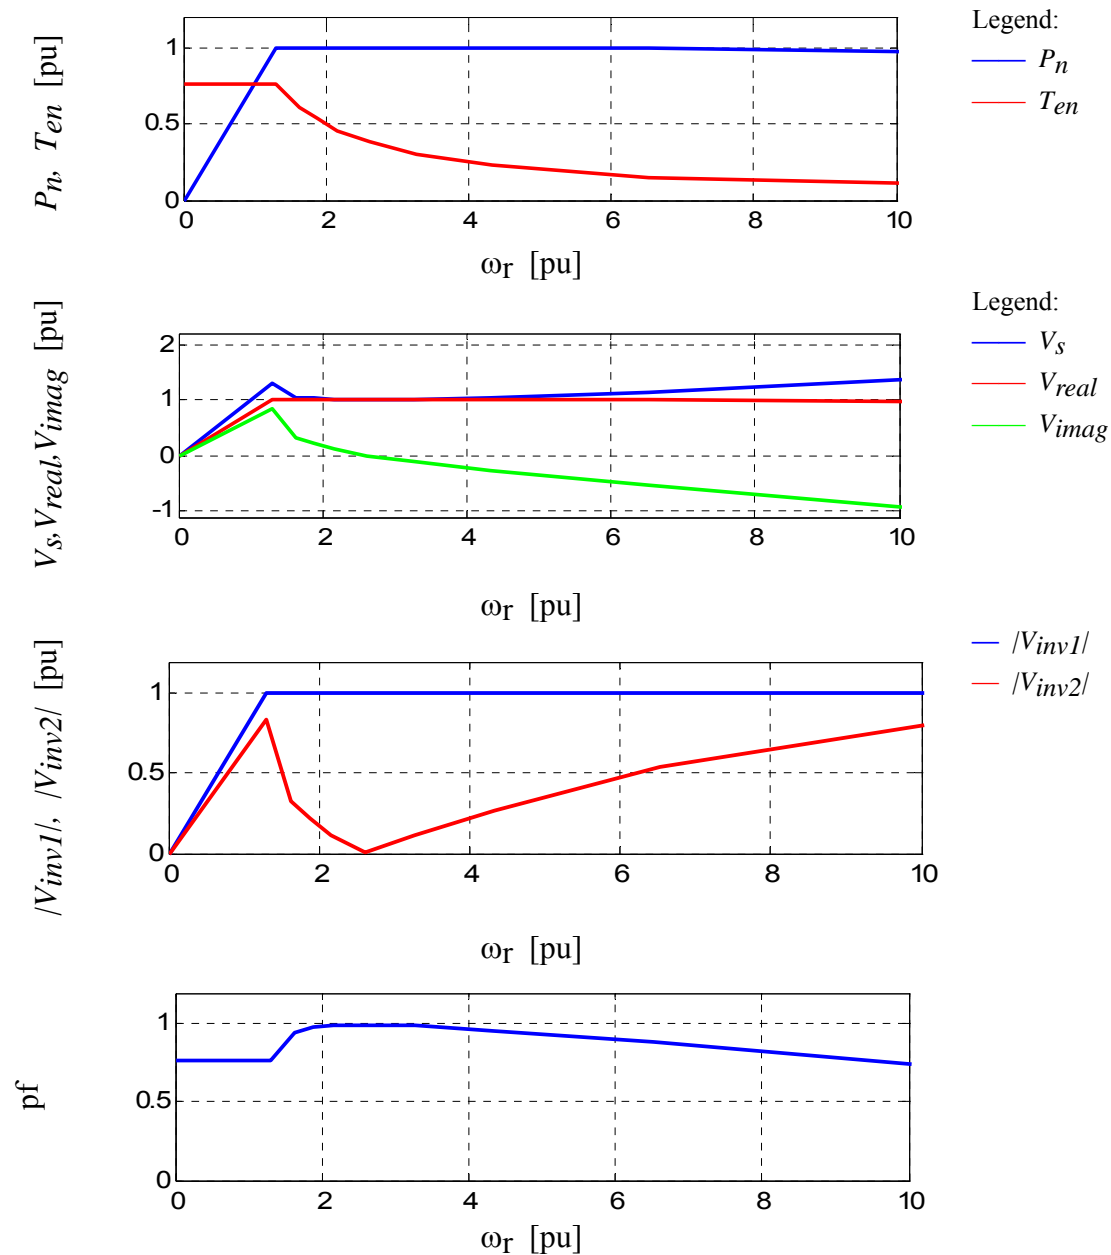 Legend:
Pn
Ten
Pn, Ten [pu]
1
0.5
0
0 2 4 6 8 10
ωr [pu]
Legend:
Vs
Vreal
Vimag
Vs,Vreal,Vimag [pu]
2
1
0
-1
0 2 4 6 8 10
ωr [pu]
|Vinv1|
|Vinv2|
|Vinv1|, |Vinv2| [pu]
1
0.5
0
0 2 4 6 8 10
ωr [pu]
pf
1
0.5
0
0 2 4 6 8 10
ωr [pu]